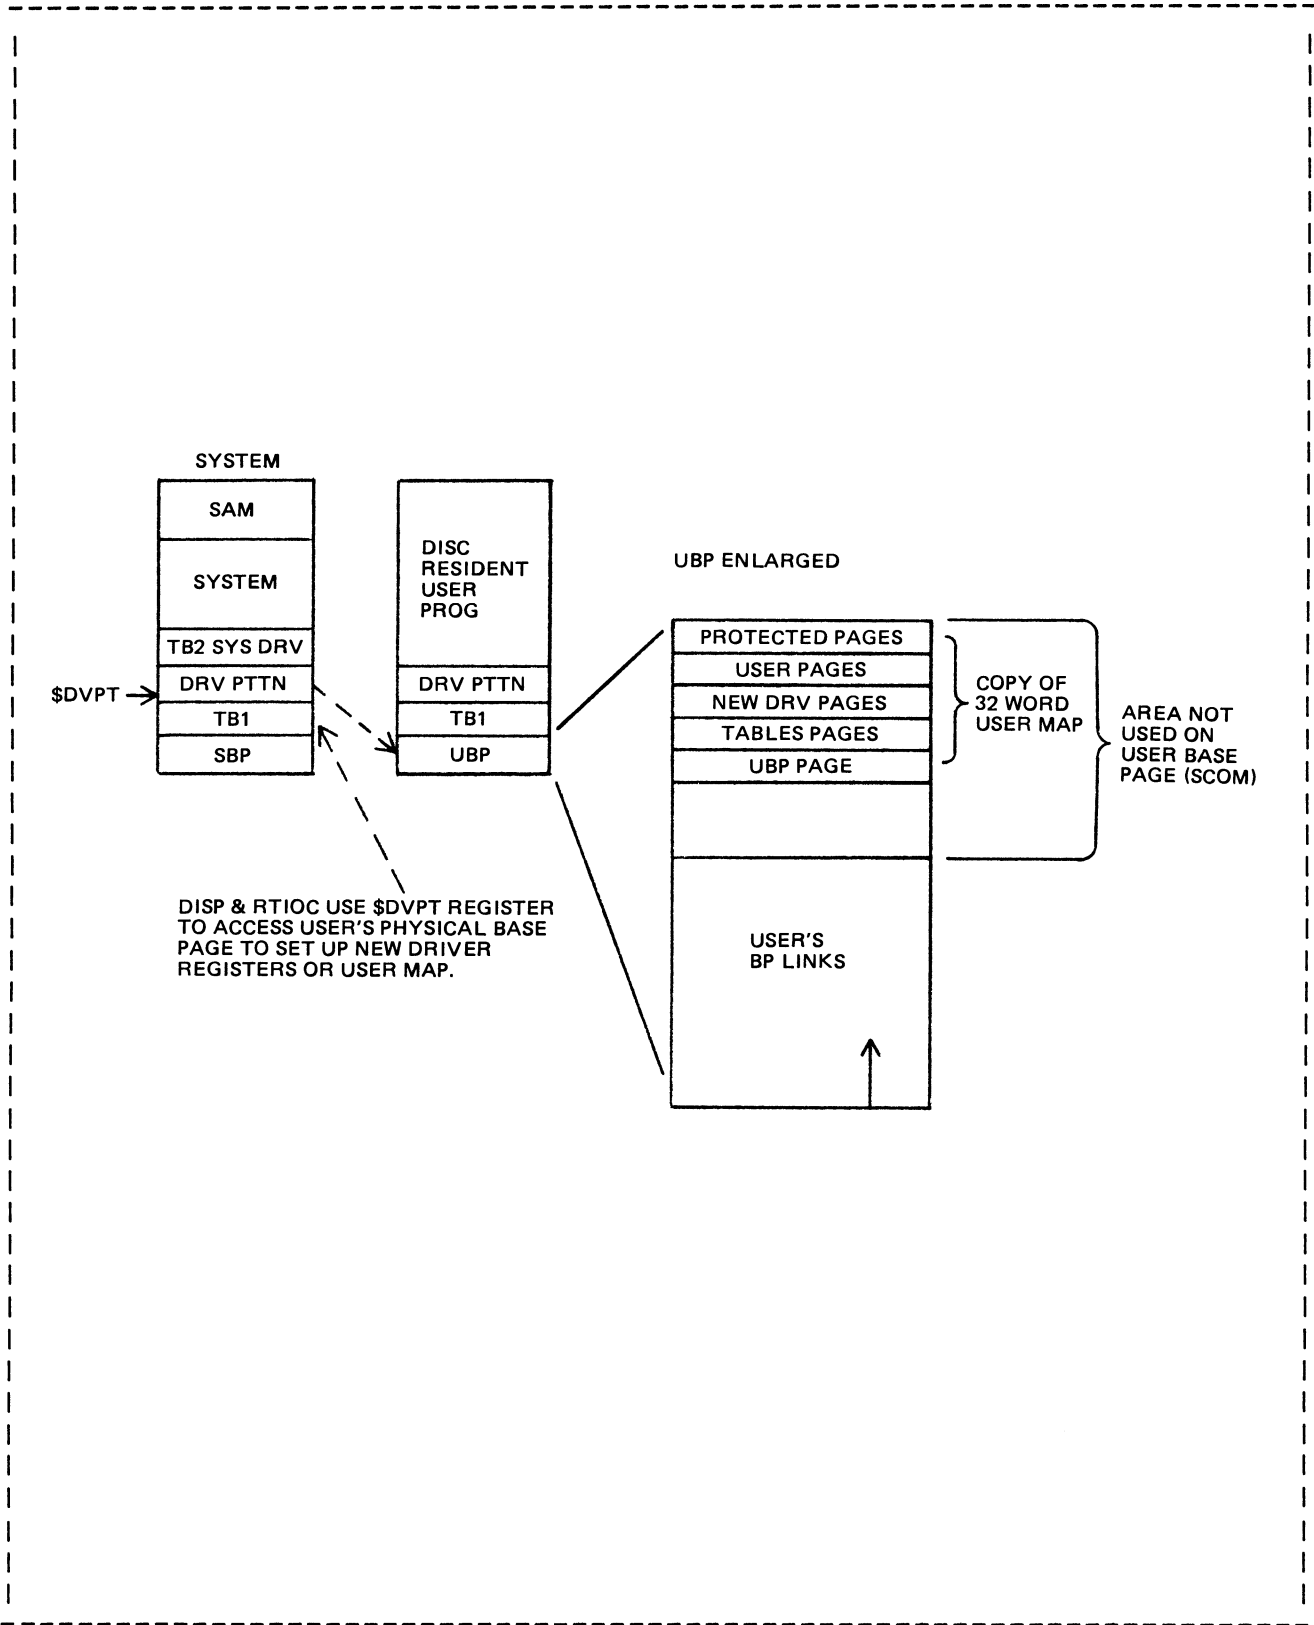 SYSTEM
SAM
SYSTEM
TB2 SYS DRV
DRV PTTN
TB1
SBP
$DVPT
DISC
RESIDENT
USER
PROG
DRV PTTN
TB1
UBP
DISP & RTIOC USE $DVPT REGISTER
TO ACCESS USER'S PHYSICAL BASE
PAGE TO SET UP NEW DRIVER
REGISTERS OR USER MAP.
UBP ENLARGED
PROTECTED PAGES
USER PAGES
NEW DRV PAGES
TABLES PAGES
UBP PAGE
USER'S
BP LINKS
COPY OF
32 WORD
USER MAP
AREA NOT
USED ON
USER BASE
PAGE (SCOM)